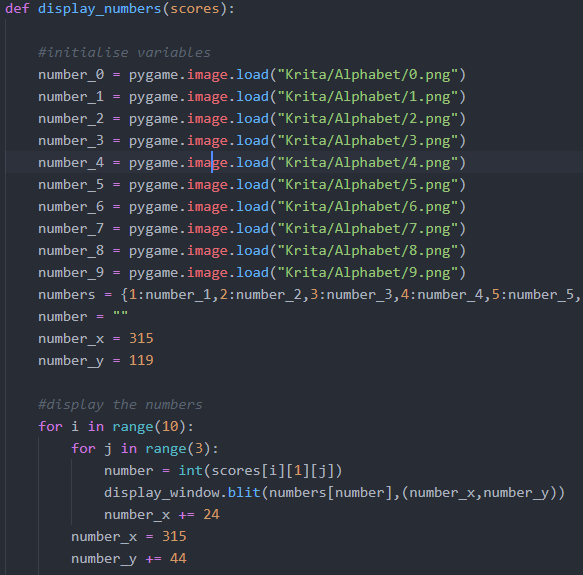 def display_numbers(scores):
#initialise variables
number_0 = pygame.image.load("Krita/Alphabet/0.png")
number_1 = pygame.image.load("Krita/Alphabet/1.png")
number_2 = pygame.image.load("Krita/Alphabet/2.png")
number_3 = pygame.image.load("Krita/Alphabet/3.png")
number_4 = pygame.image.load("Krita/Alphabet/4.png")
number_5 = pygame.image.load("Krita/Alphabet/5.png")
number_6 = pygame.image.load("Krita/Alphabet/6.png")
number_7 = pygame.image.load("Krita/Alphabet/7.png")
number_8 = pygame.image.load("Krita/Alphabet/8.png")
number_9 = pygame.image.load("Krita/Alphabet/9.png")
numbers = {1:number_1,2:number_2,3:number_3,4:number_4,5:number_5,
number = ""
number_x = 315
number_y = 119
#display the numbers
for i in range(10):
for j in range(3):
number = int(scores[i][1][j])
display_window.blit(numbers[number],(number_x,number_y))
number_x += 24
number_x = 315
number_y += 44